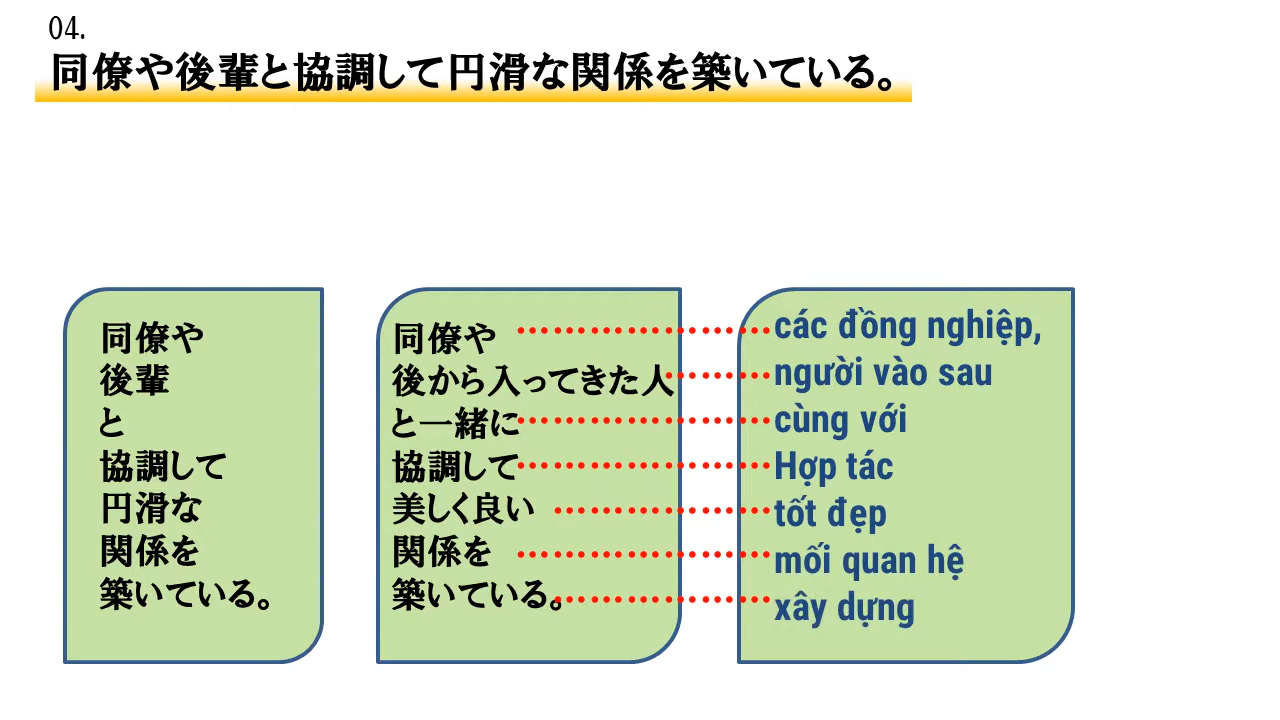 04.
同僚や後輩と協調して円滑な関係を築いている。
同僚や
後輩
と
協調して
円滑な
関係を
築いている。
同僚や
後から入ってきた人
と一緒に
協調して
美しく良い
関係を
築いている。
các đồng nghiệp,
người vào sau
cùng với
Hợp tác
tốt đẹp
mối quan hệ
xây dựng